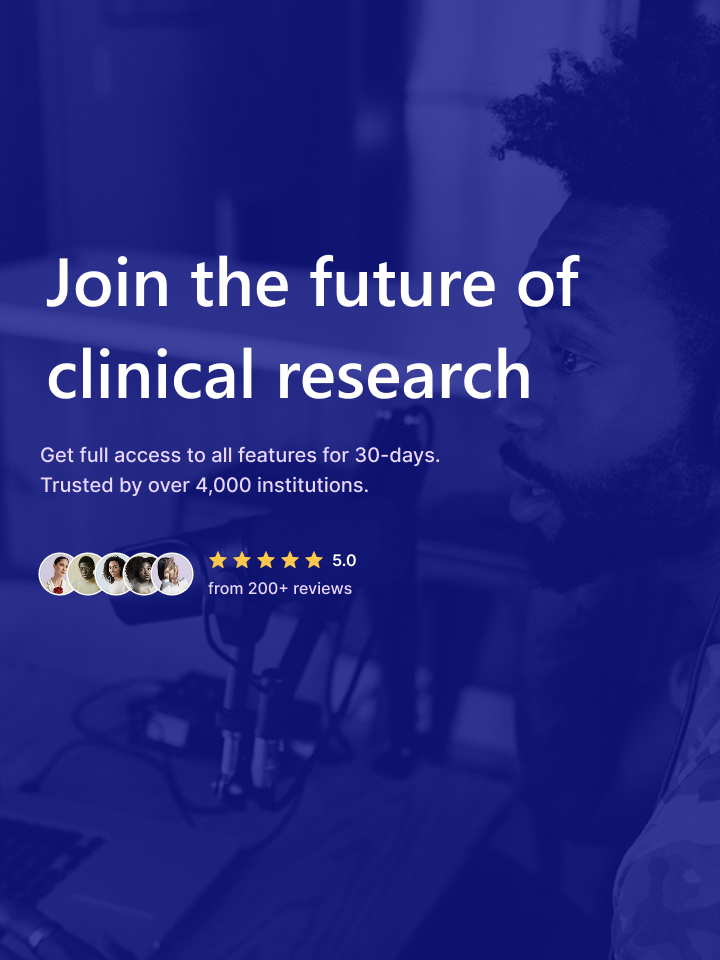 Join the future of
clinical research
Get full access to all features for 30-days.
Trusted by over 4,000 institutions.
5.0
from 200+ reviews